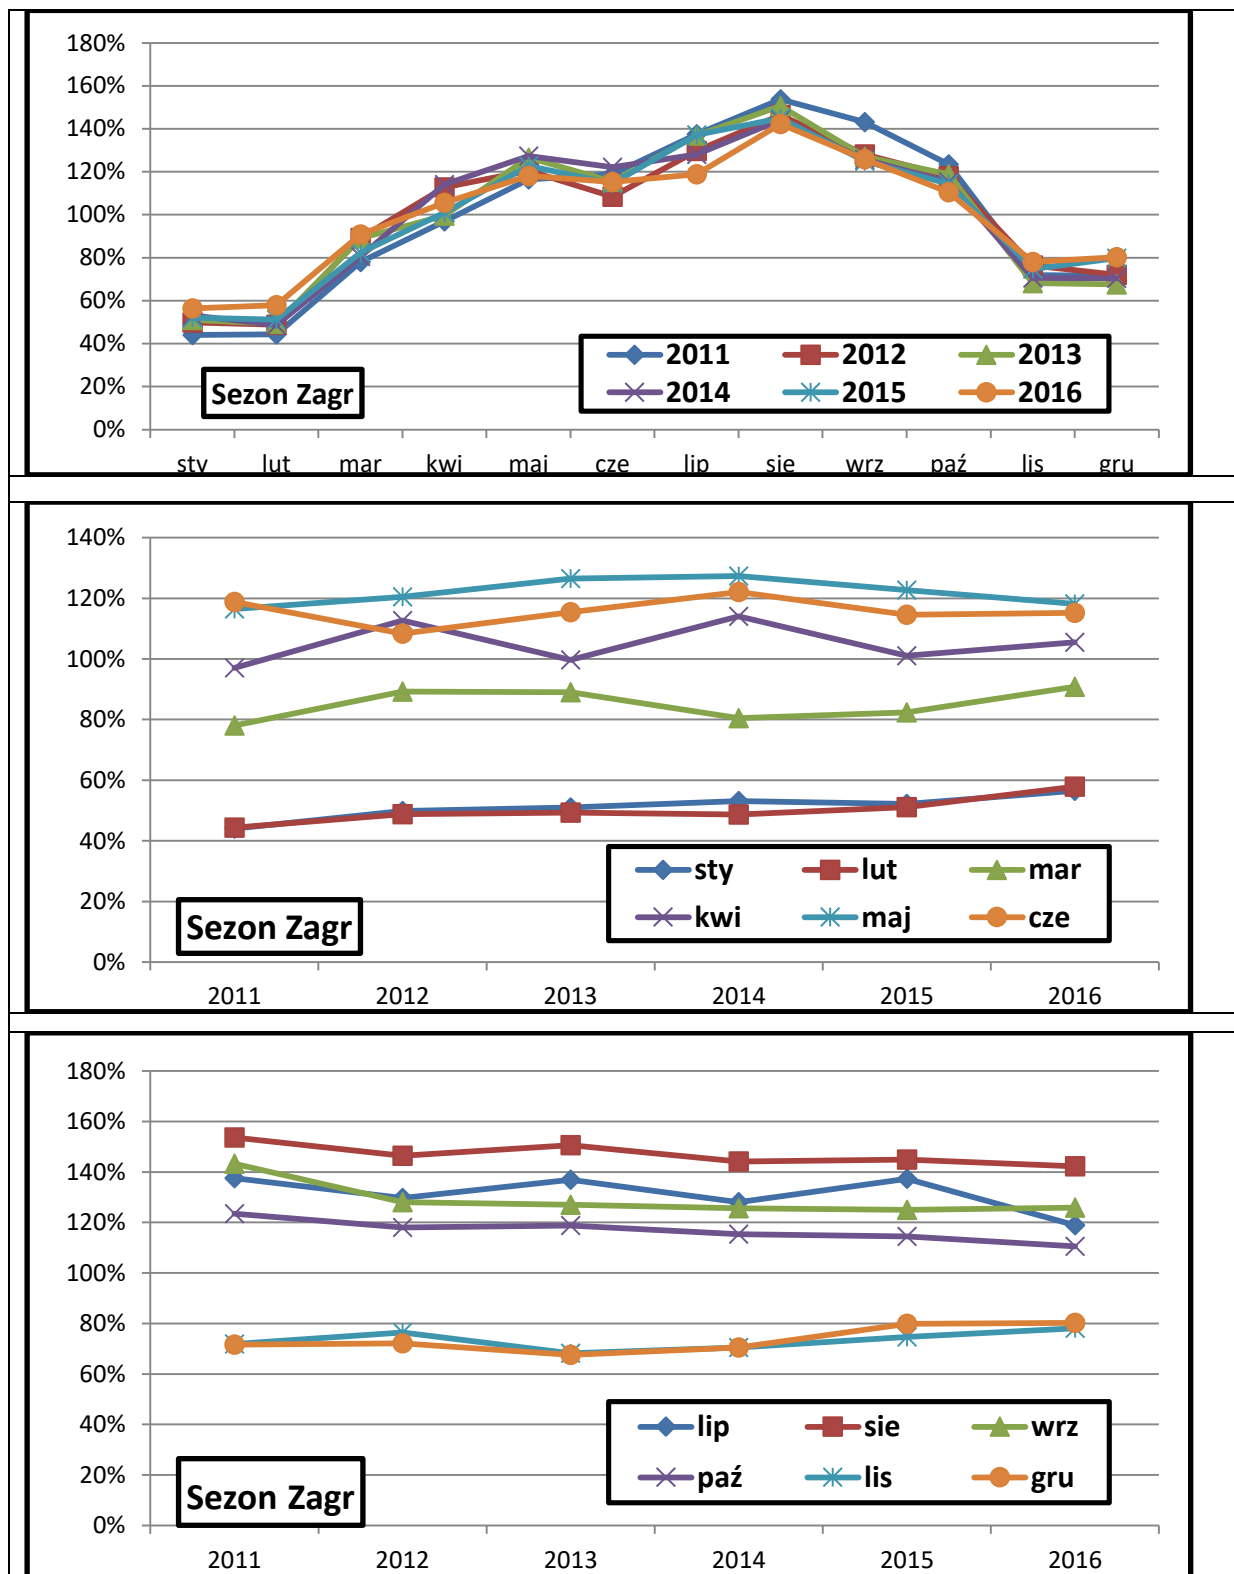 180%
160%
140%
120%
100%
80%
60%
40%
20%
0%
2011 2012 2013
2014 2015 2016
Sezon Zagr
sty lut mar kwi maj cze lip sie wrz paź lis gru
140%
120%
100%
80%
60%
40%
20%
0%
sty lut mar
kwi maj cze
Sezon Zagr
2011 2012 2013 2014 2015 2016
180%
160%
140%
120%
100%
80%
60%
40%
20%
0%
lip sie wrz
paź lis gru
Sezon Zagr
2011 2012 2013 2014 2015 2016